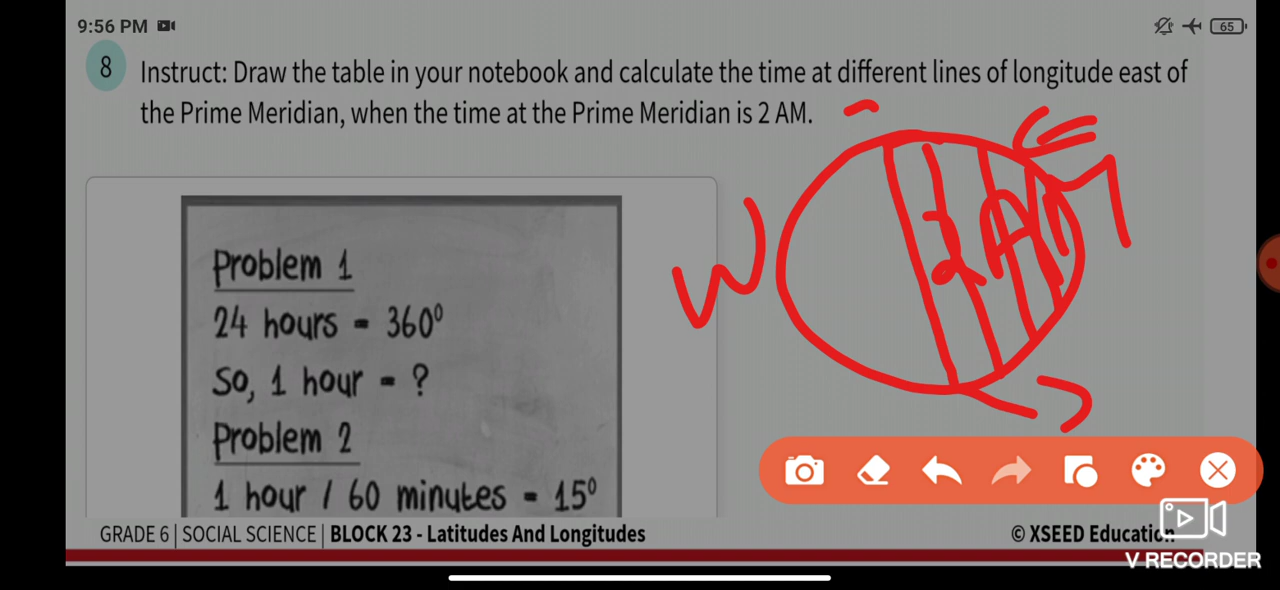 9:56 PM
65
8
Instruct: Draw the table in your notebook and calculate the time at different lines of longitude east of
the Prime Meridian, when the time at the Prime Meridian is 2 AM.
Problem 1
24 hours = 360°
So, 1 hour = ?
Problem 2
1 hour / 60 minutes = 15°
W
2AM
GRADE 6 | SOCIAL SCIENCE | BLOCK 23 - Latitudes And Longitudes
© XSEED Education
V RECORDER